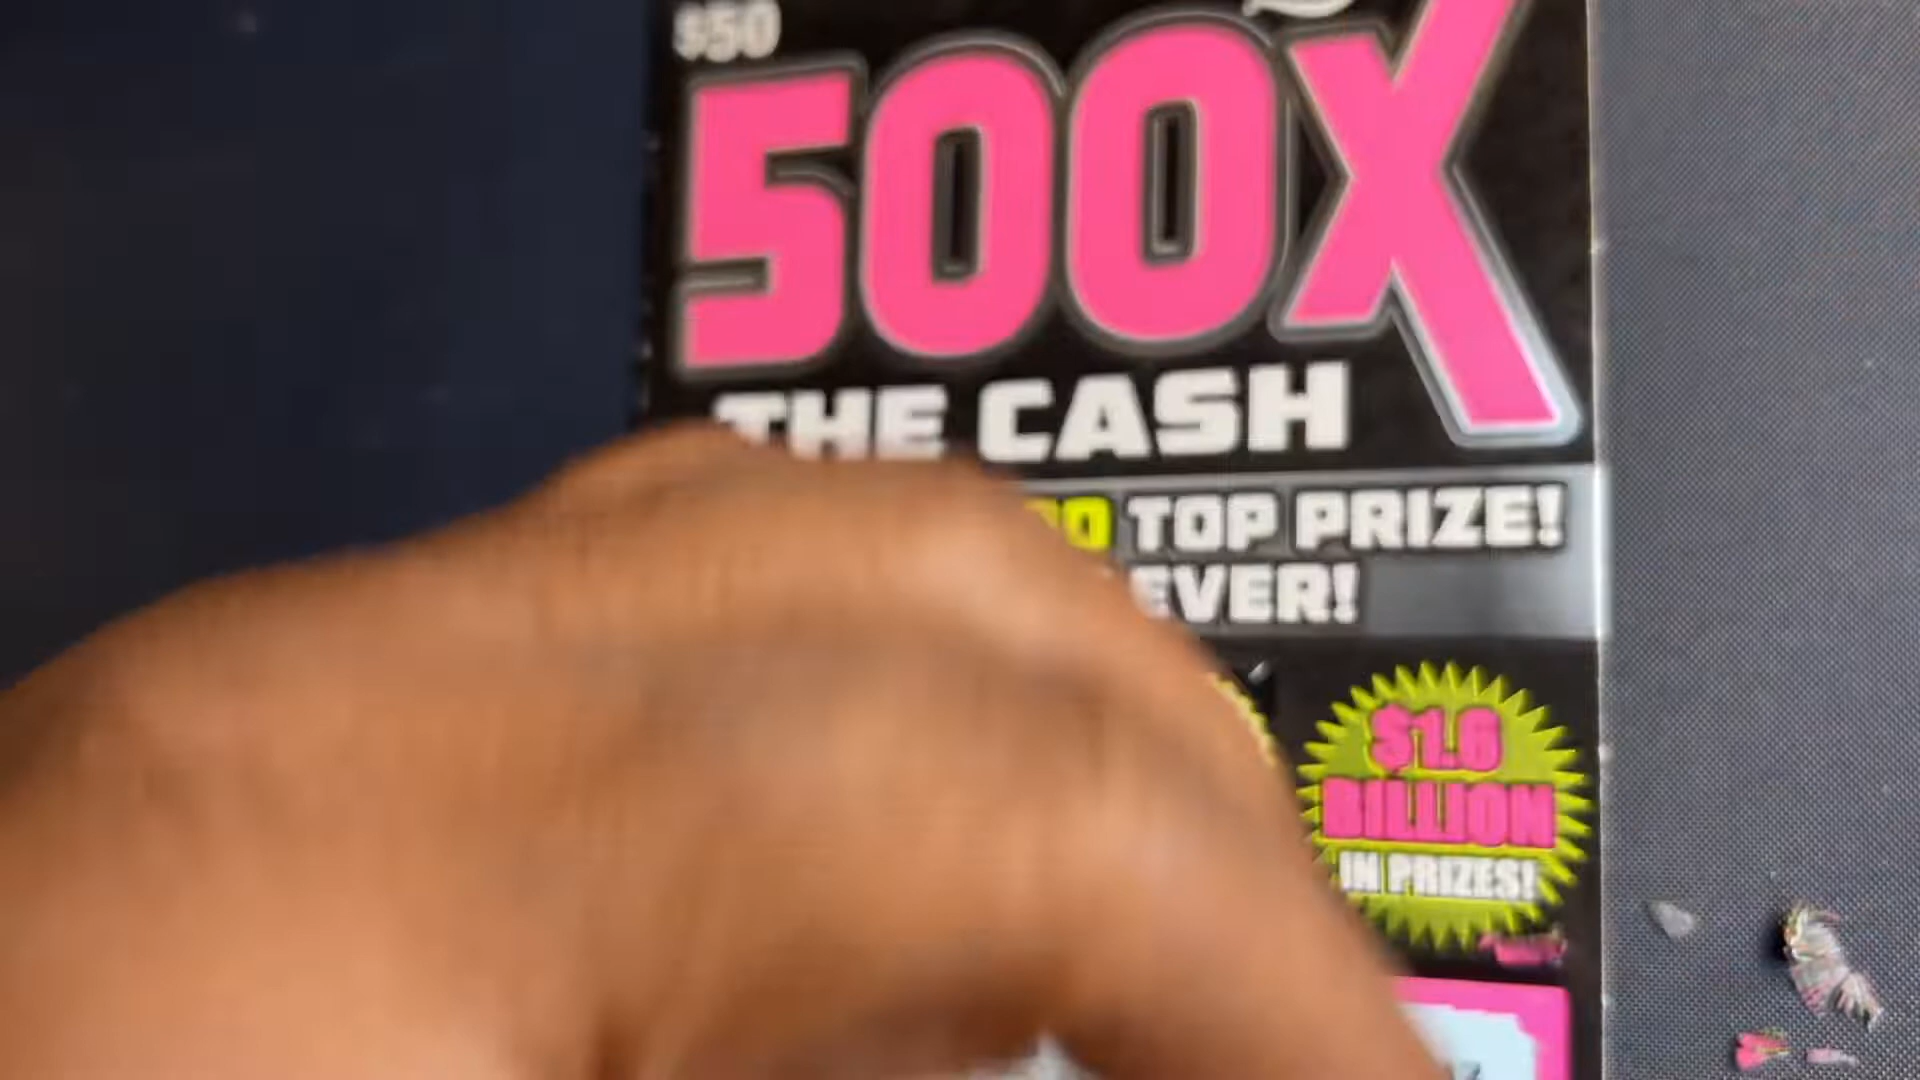 $50
500X
THE CASH
TOP PRIZE!
EVER!
$1.6
BILLION
IN PRIZES!